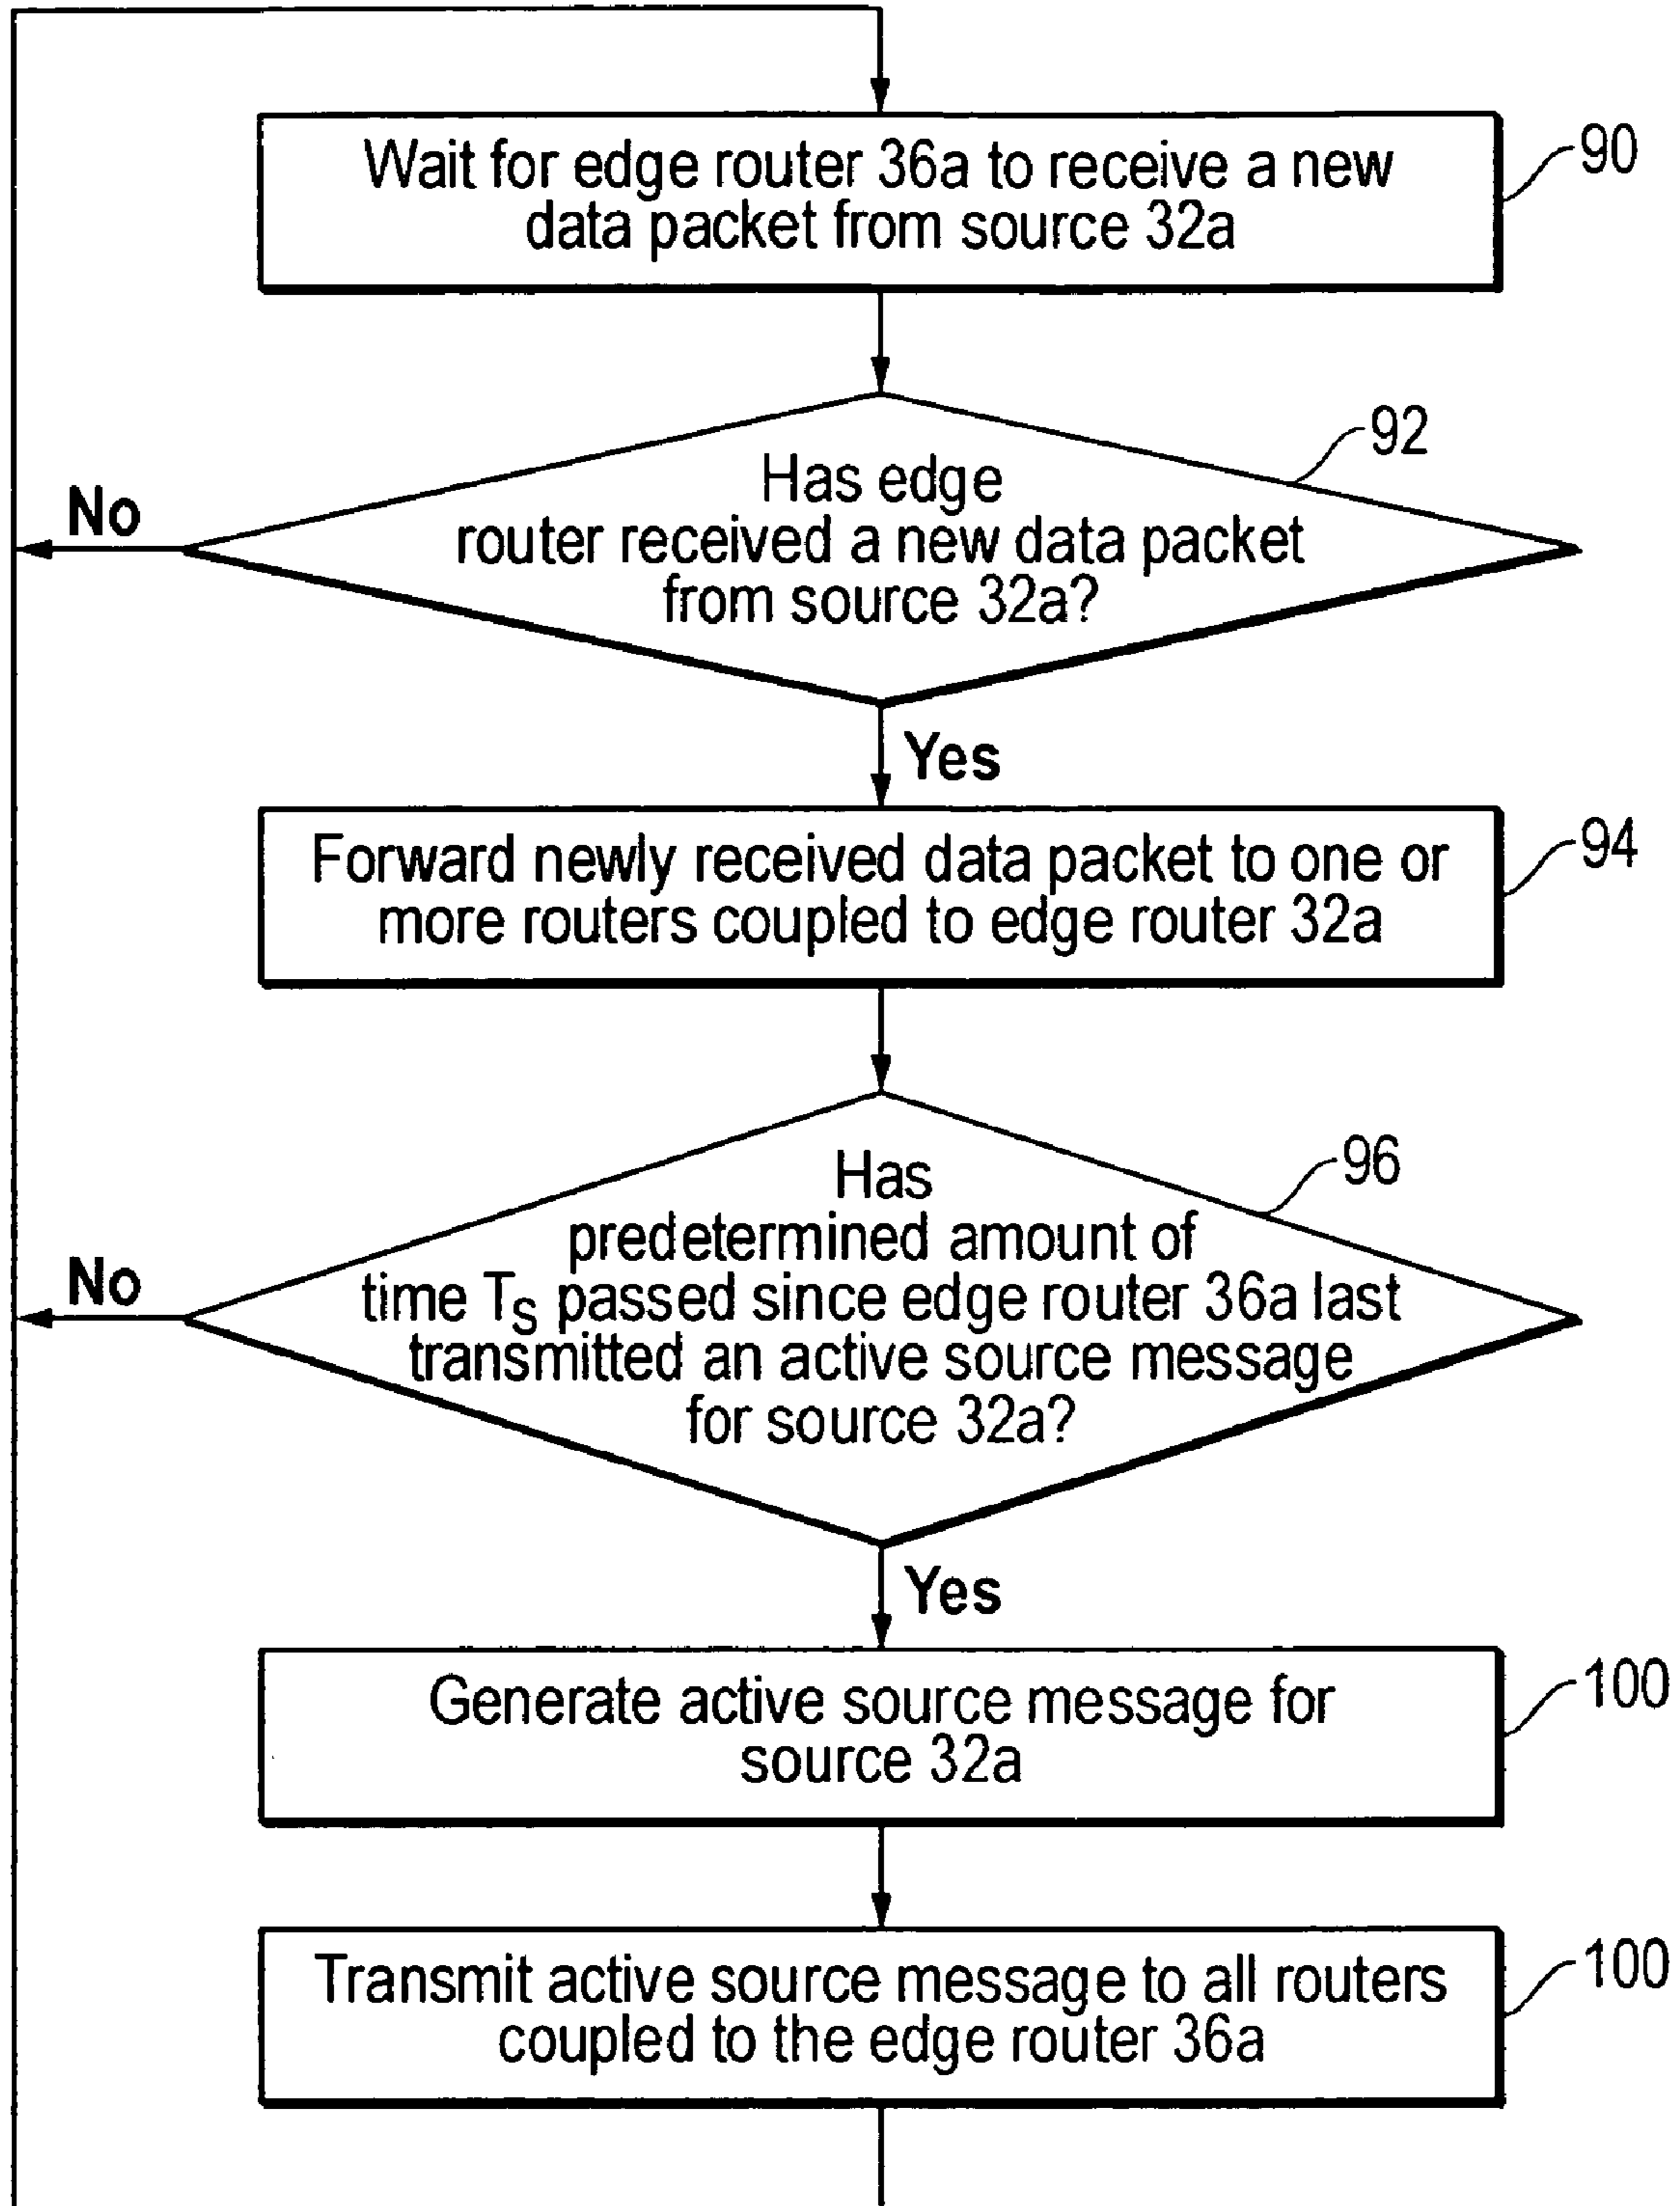 Wait for edge router 36a to receive a new
data packet from source 32a
90
Has edge
router received a new data packet
from source 32a?
92
No
Yes
Forward newly received data packet to one or
more routers coupled to edge router 32a
94
Has
predetermined amount of
time TS passed since edge router 36a last
transmitted an active source message
for source 32a?
96
No
Yes
Generate active source message for
source 32a
100
Transmit active source message to all routers
coupled to the edge router 36a
100